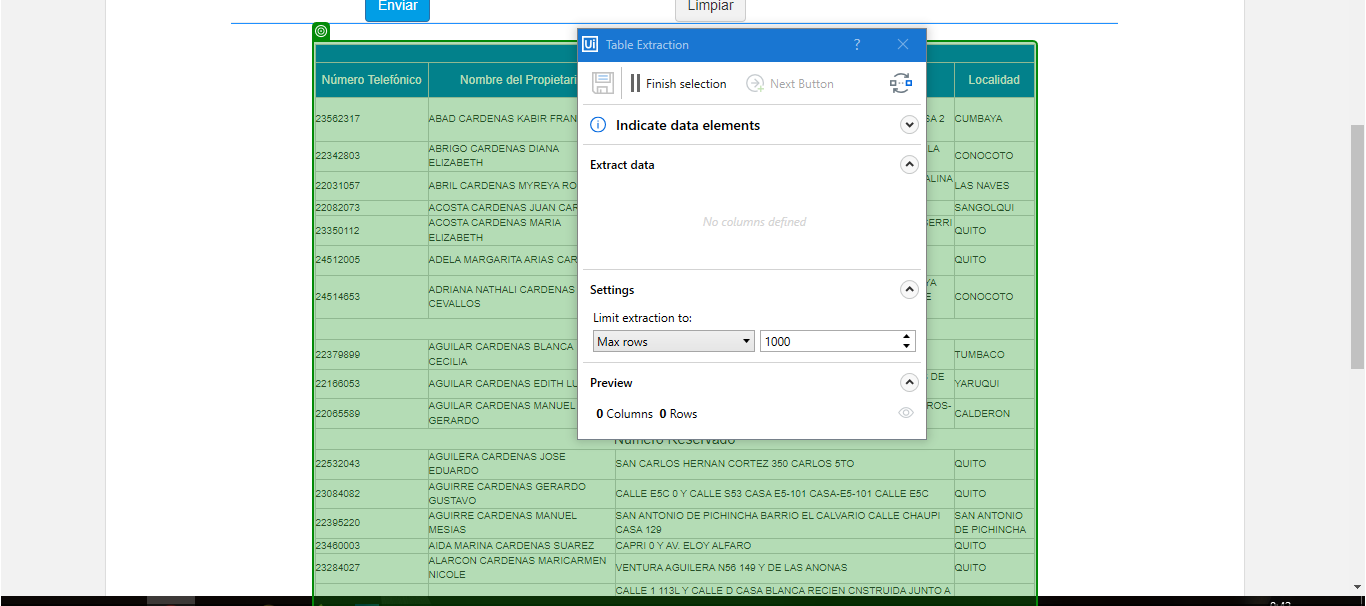 Enviar
Limpiar
Ui Table Extraction ?
Finish selection Next Button
Indicate data elements
Extract data
No columns defined
Settings
Limit extraction to:
Max rows 1000
Preview
0 Columns 0 Rows
Número Telefónico Nombre del Propietari Localidad
23562317 ABAD CARDENAS KABIR FRAN SA 2 CUMBAYA
22342803 ABRIGO CARDENAS DIANA
ELIZABETH LA CONOCOTO
22031057 ABRIL CARDENAS MYREYA RO ALINA LAS NAVES
22082073 ACOSTA CARDENAS JUAN CAR SANGOLQUI
23350112 ACOSTA CARDENAS MARIA
ELIZABETH ERRI QUITO
24512005 ADELA MARGARITA ARIAS CAR QUITO
24514653 ADRIANA NATHALI CARDENAS
CEVALLOS YA
E CONOCOTO
22379899 AGUILAR CARDENAS BLANCA
CECILIA TUMBACO
22166053 AGUILAR CARDENAS EDITH LU DE YARUQUI
22065589 AGUILAR CARDENAS MANUEL
GERARDO ROS- CALDERON
Número Reservado
22532043 AGUILERA CARDENAS JOSE
EDUARDO SAN CARLOS HERNAN CORTEZ 350 CARLOS 5TO QUITO
23084082 AGUIRRE CARDENAS GERARDO
GUSTAVO CALLE E5C 0 Y CALLE S53 CASA E5-101 CASA-E5-101 CALLE E5C QUITO
22395220 AGUIRRE CARDENAS MANUEL
MESIAS SAN ANTONIO DE PICHINCHA BARRIO EL CALVARIO CALLE CHAUPI
CASA 129 SAN ANTONIO
DE PICHINCHA
23460003 AIDA MARINA CARDENAS SUAREZ CAPRI 0 Y AV. ELOY ALFARO QUITO
23284027 ALARCON CARDENAS MARICARMEN
NICOLE VENTURA AGUILERA N56 149 Y DE LAS ANONAS QUITO
CALLE 1 113L Y CALLE D CASA BLANCA RECIEN CNSTRUIDA JUNTO A